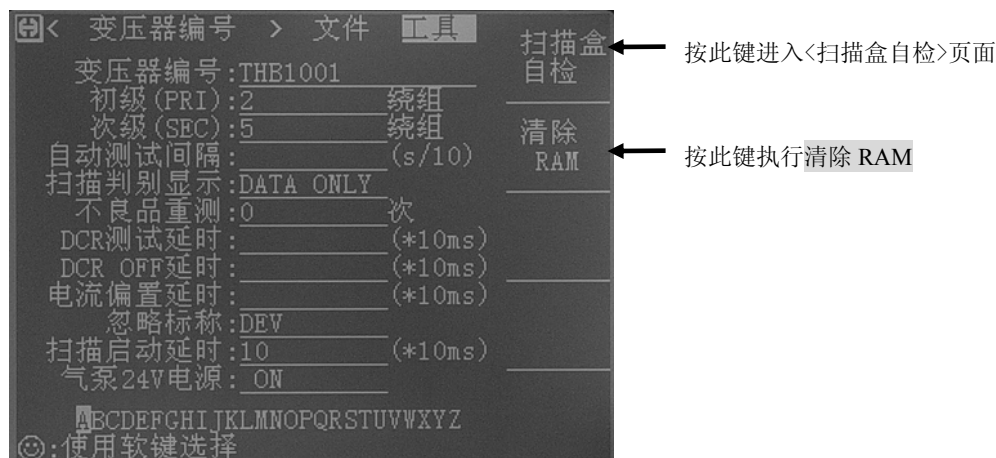 < 变压器编号 > 文件 工具
变压器编号:THB1001
初级(PRI):2 绕组
次级(SEC):5 绕组
自动测试间隔: (s/10)
扫描判别显示:DATA ONLY
不良品重测:0 次
DCR测试延时: (*10ms)
DCR OFF延时: (*10ms)
电流偏置延时: (*10ms)
忽略标称:DEV
扫描启动延时:10 (*10ms)
气泵24V电源: ON
ABCDEFGHIJKLMNOPQRSTUVWXYZ
:使用软键选择
扫描盒
自检
清除
RAM
按此键进入<扫描盒自检>页面
按此键执行清除 RAM